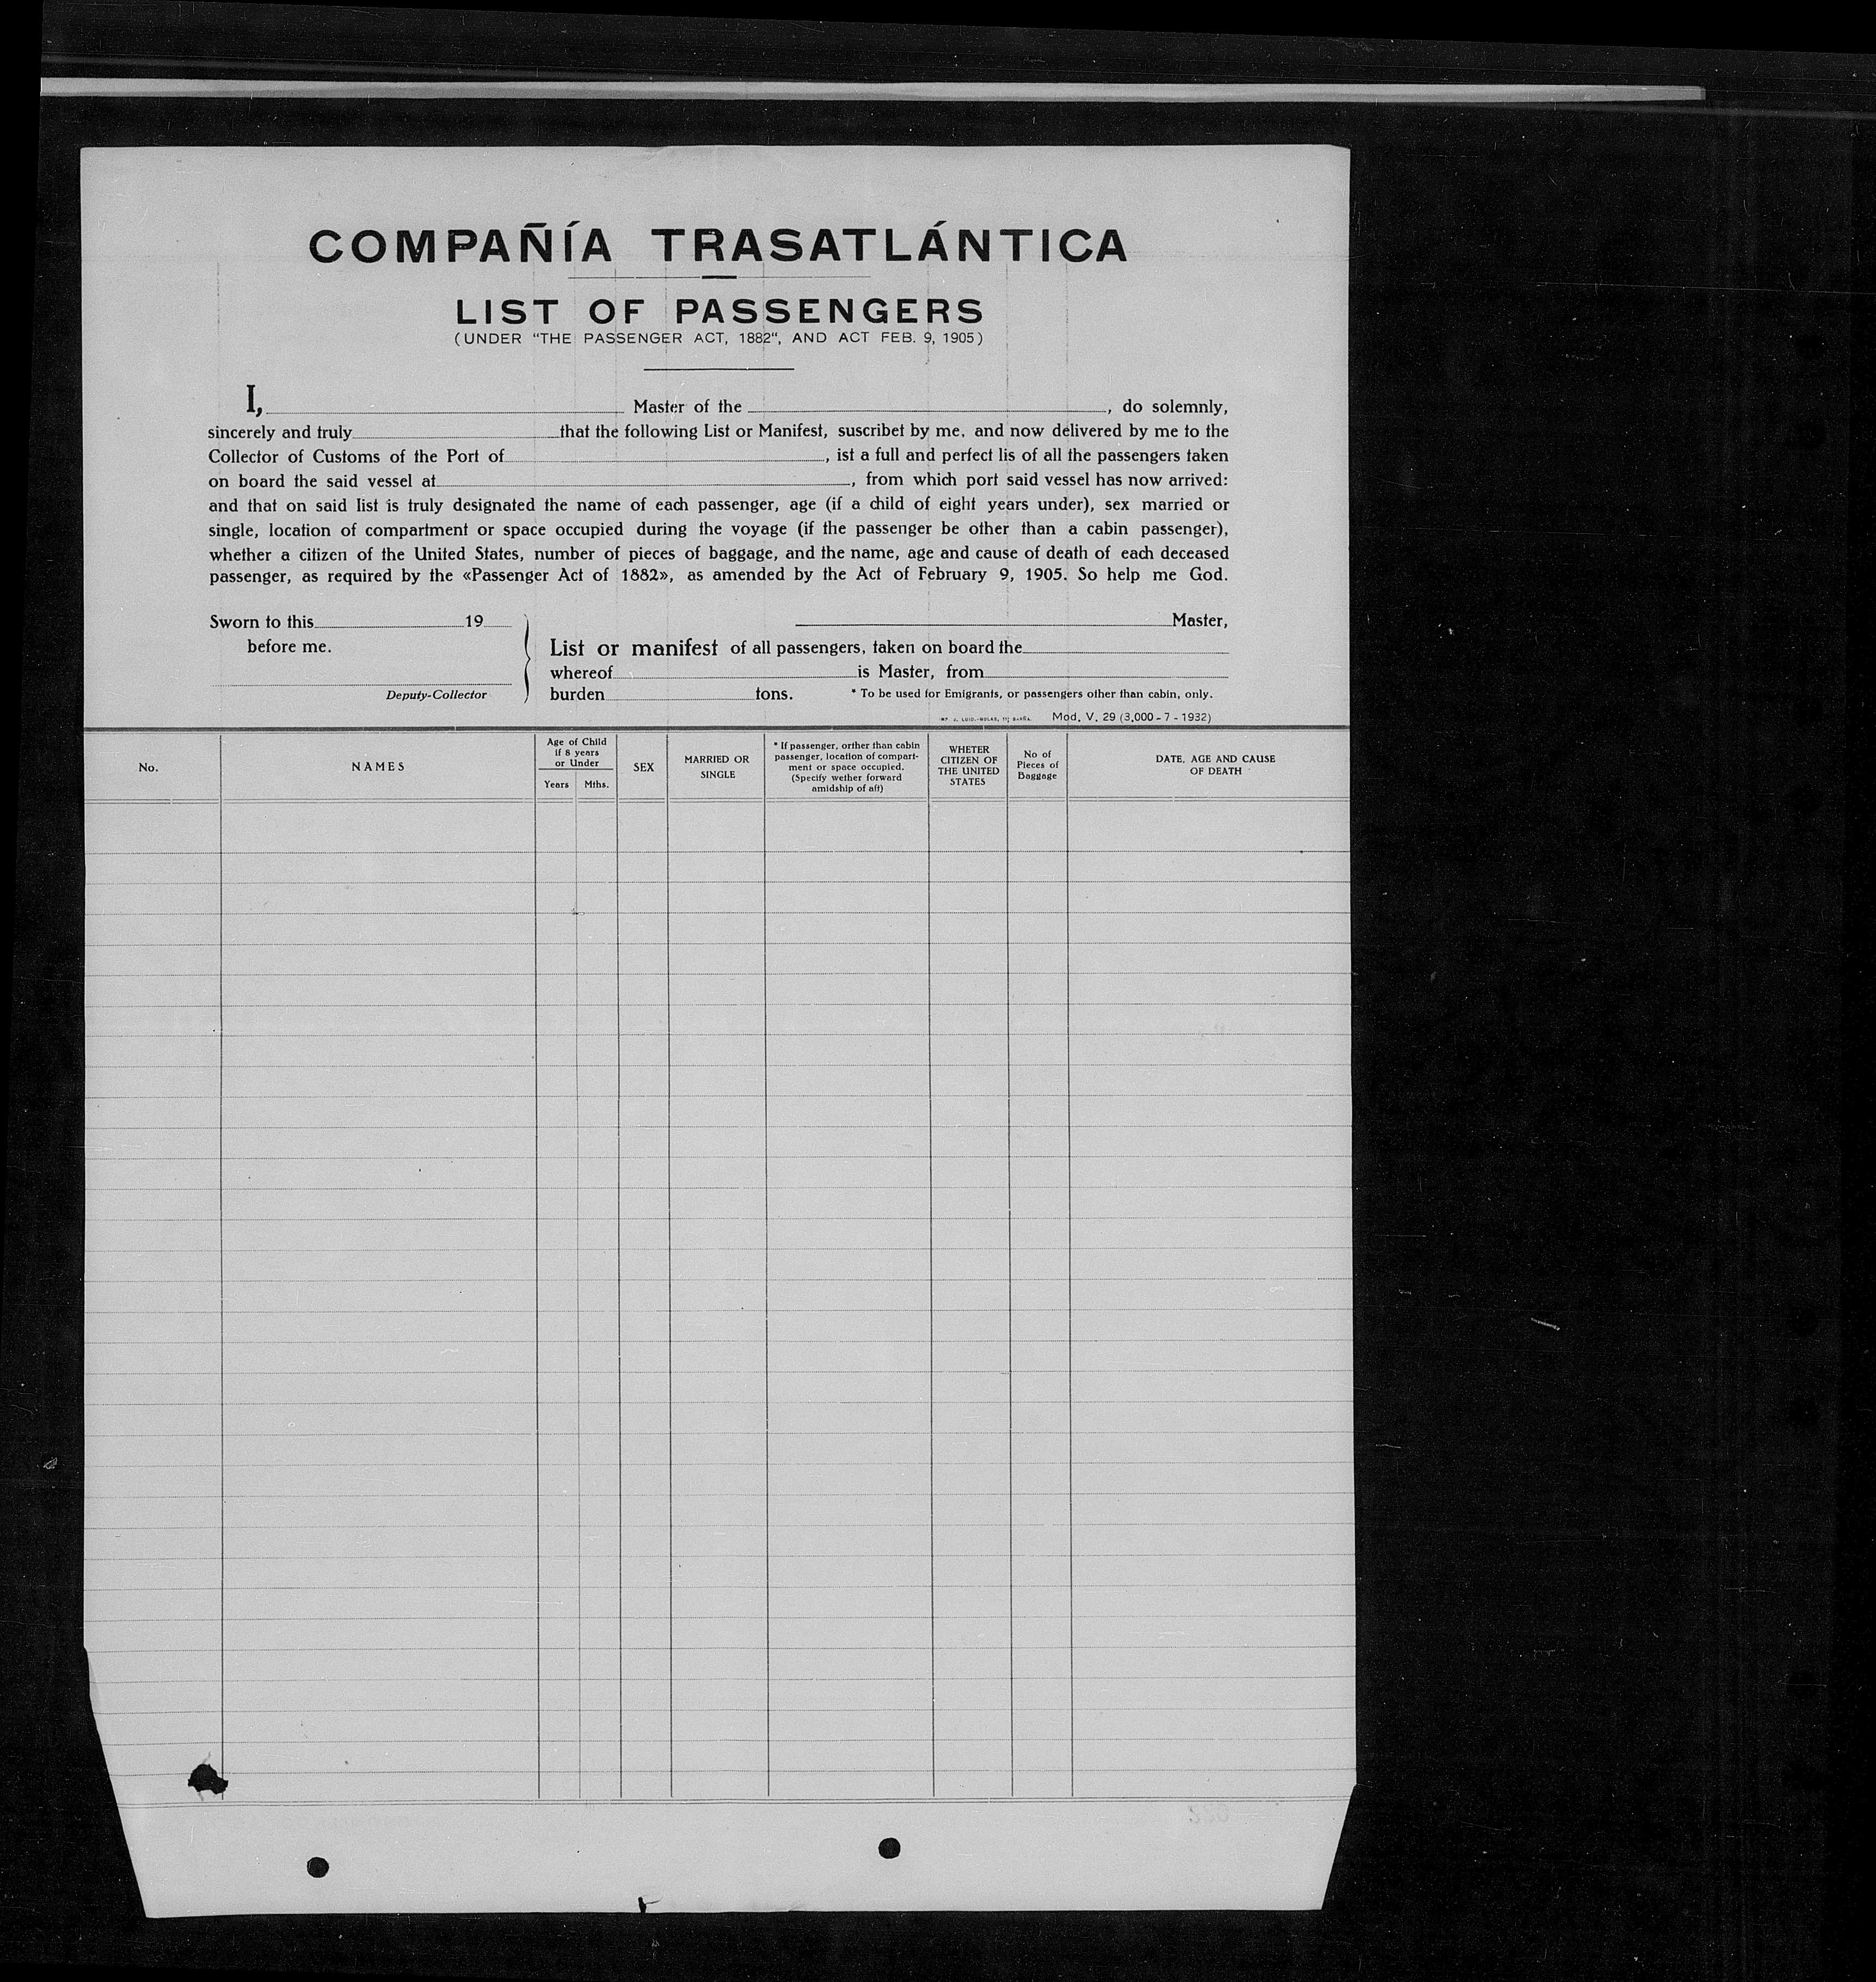 COMPAÑÍA TRASATLÁNTICA
LIST OF PASSENGERS
(UNDER "THE PASSENGER ACT, 1882", AND ACT FEB. 9, 1905)
I, Master of the , do solemnly,
sincerely and truly that the following List or Manifest, suscribet by me, and now delivered by me to the
Collector of Customs of the Port of , ist a full and perfect lis of all the passengers taken
on board the said vessel at , from which port said vessel has now arrived:
and that on said list is truly designated the name of each passenger, age (if a child of eight years under), sex married or
single, location of compartment or space occupied during the voyage (if the passenger be other than a cabin passenger),
whether a citizen of the United States, number of pieces of baggage, and the name, age and cause of death of each deceased
passenger, as required by the «Passenger Act of 1882», as amended by the Act of February 9, 1905. So help me God.
Sworn to this 19
before me.
Deputy-Collector
Master,
List or manifest of all passengers, taken on board the
whereof is Master, from
burden tons. * To be used for Emigrants, or passengers other than cabin, only.
Mod. V. 29 (3,000 - 7 - 1932)
No.
NAMES
Age of Child
if 8 years
or Under
Years Mths.
SEX
MARRIED OR
SINGLE
* If passenger, orther than cabin
passenger, location of compart-
ment or space occupied.
(Specify wether forward
amidship of aft)
WHETER
CITIZEN OF
THE UNITED
STATES
No of
Pieces of
Baggage
DATE, AGE AND CAUSE
OF DEATH